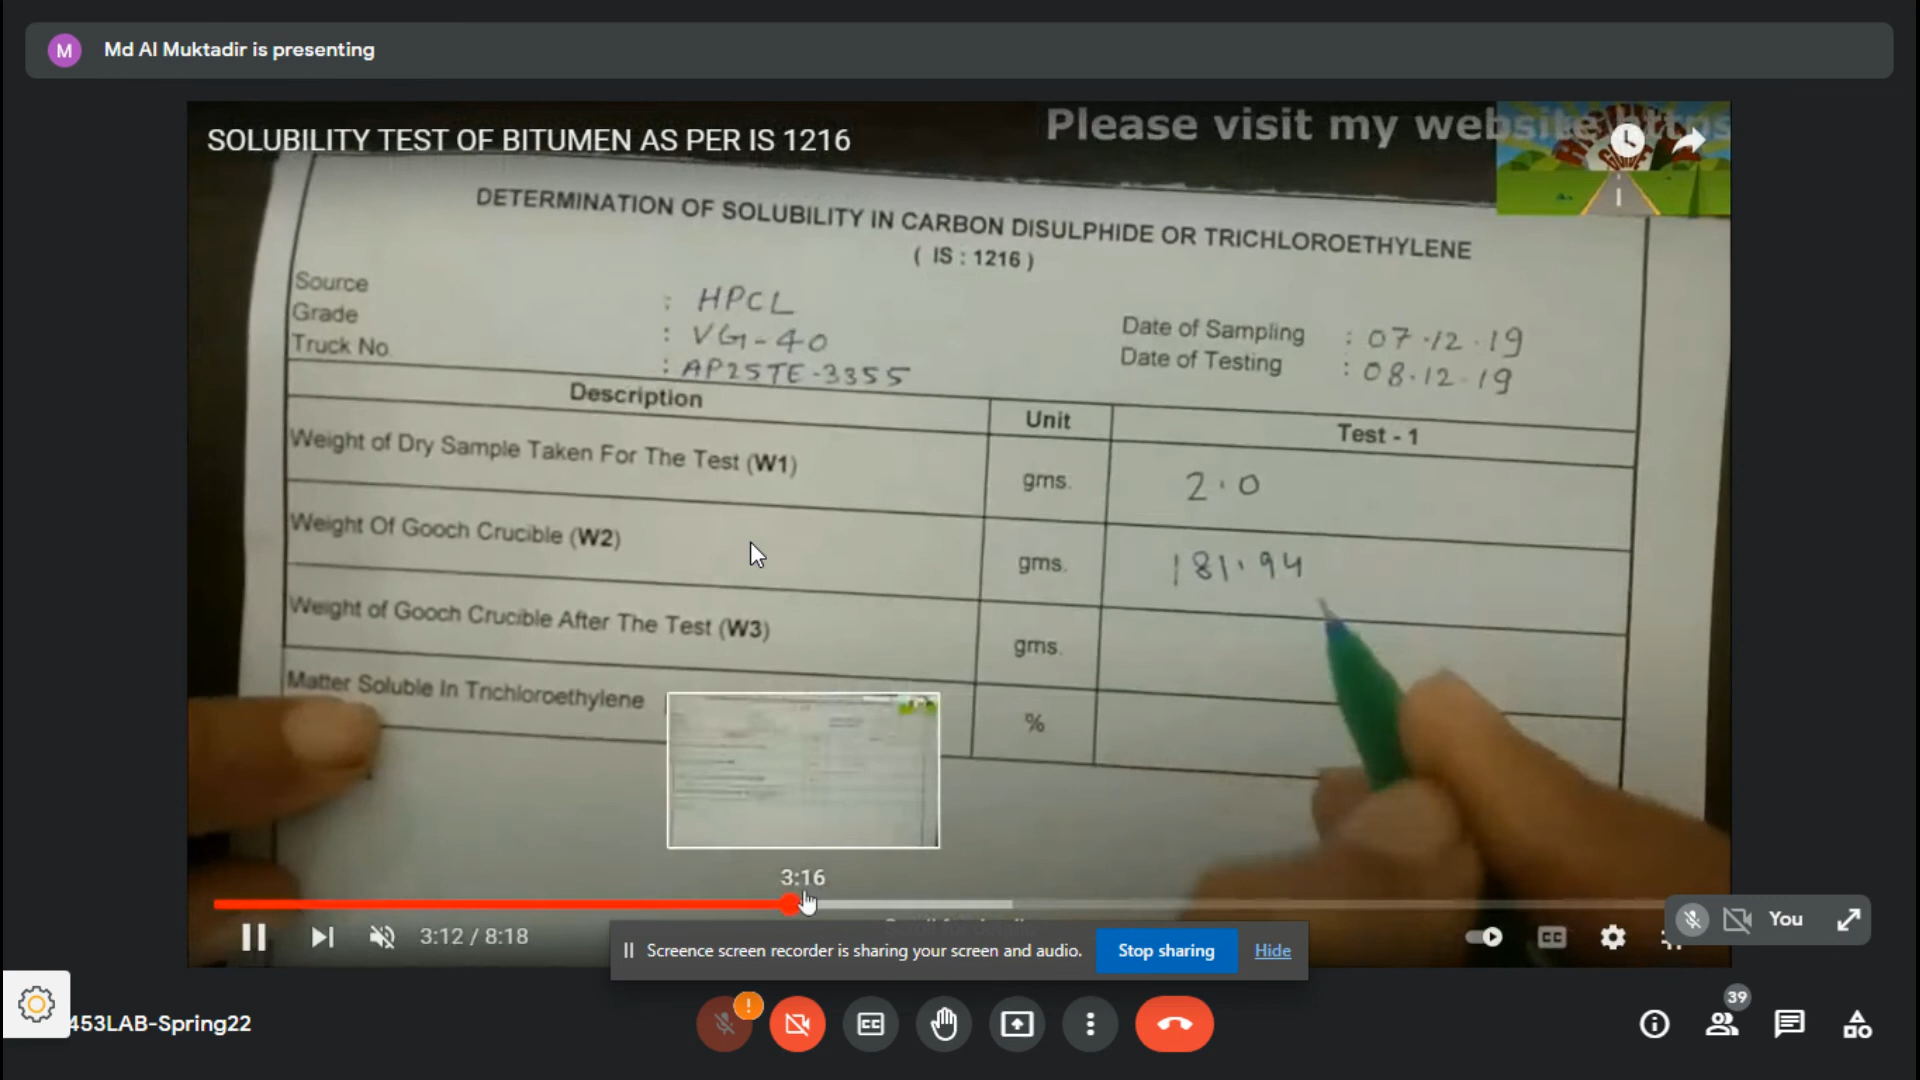 M Md Al Muktadir is presenting
SOLUBILITY TEST OF BITUMEN AS PER IS 1216
Please visit my website https
DETERMINATION OF SOLUBILITY IN CARBON DISULPHIDE OR TRICHLOROETHYLENE
( IS : 1216 )
Source : HPCL
Grade : VG-40
Truck No. : AP25TE-3355
Date of Sampling : 07.12.19
Date of Testing : 08.12.19
Description Unit Test - 1
Weight of Dry Sample Taken For The Test (W1) gms. 2.0
Weight Of Gooch Crucible (W2) gms. 181.94
Weight of Gooch Crucible After The Test (W3) gms.
Matter Soluble In Trichloroethylene %
3:16
3:12 / 8:18
CC
You
Screence screen recorder is sharing your screen and audio. Stop sharing Hide
453LAB-Spring22
!
CC
39